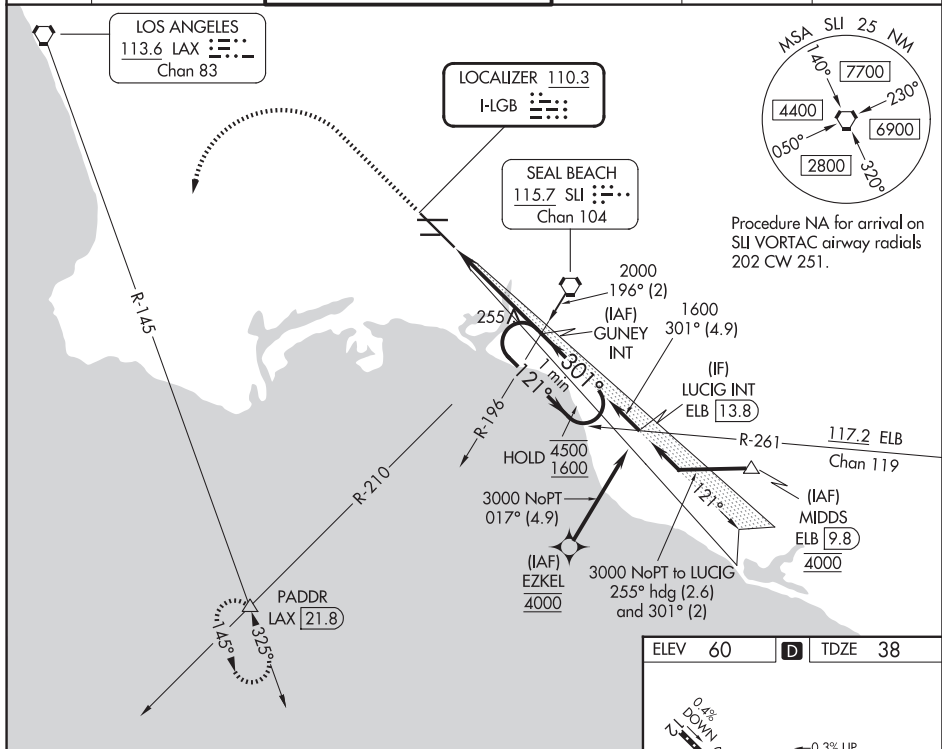 LOS ANGELES
113.6 LAX
Chan 83
LOCALIZER 110.3
I-LGB
SEAL BEACH
115.7 SLI
Chan 104
MSA SLI 25 NM
140°
7700
230°
4400
6900
050°
2800
320°
Procedure NA for arrival on
SLI VORTAC airway radials
202 CW 251.
2000
196° (2)
255
(IAF)
GUNEY
INT
1600
301° (4.9)
(IF)
LUCIG INT
ELB 13.8
R-145
301°
1 min
121°
R-196
HOLD
4500
1600
R-261
117.2 ELB
Chan 119
R-210
121°
(IAF)
MIDDS
ELB 9.8
4000
3000 NoPT
017° (4.9)
(IAF)
EZKEL
4000
3000 NoPT to LUCIG
255° hdg (2.6)
and 301° (2)
PADDR
LAX 21.8
145°
325°
ELEV 60
D
TDZE 38
0.4%
DOWN
12
0.3% UP